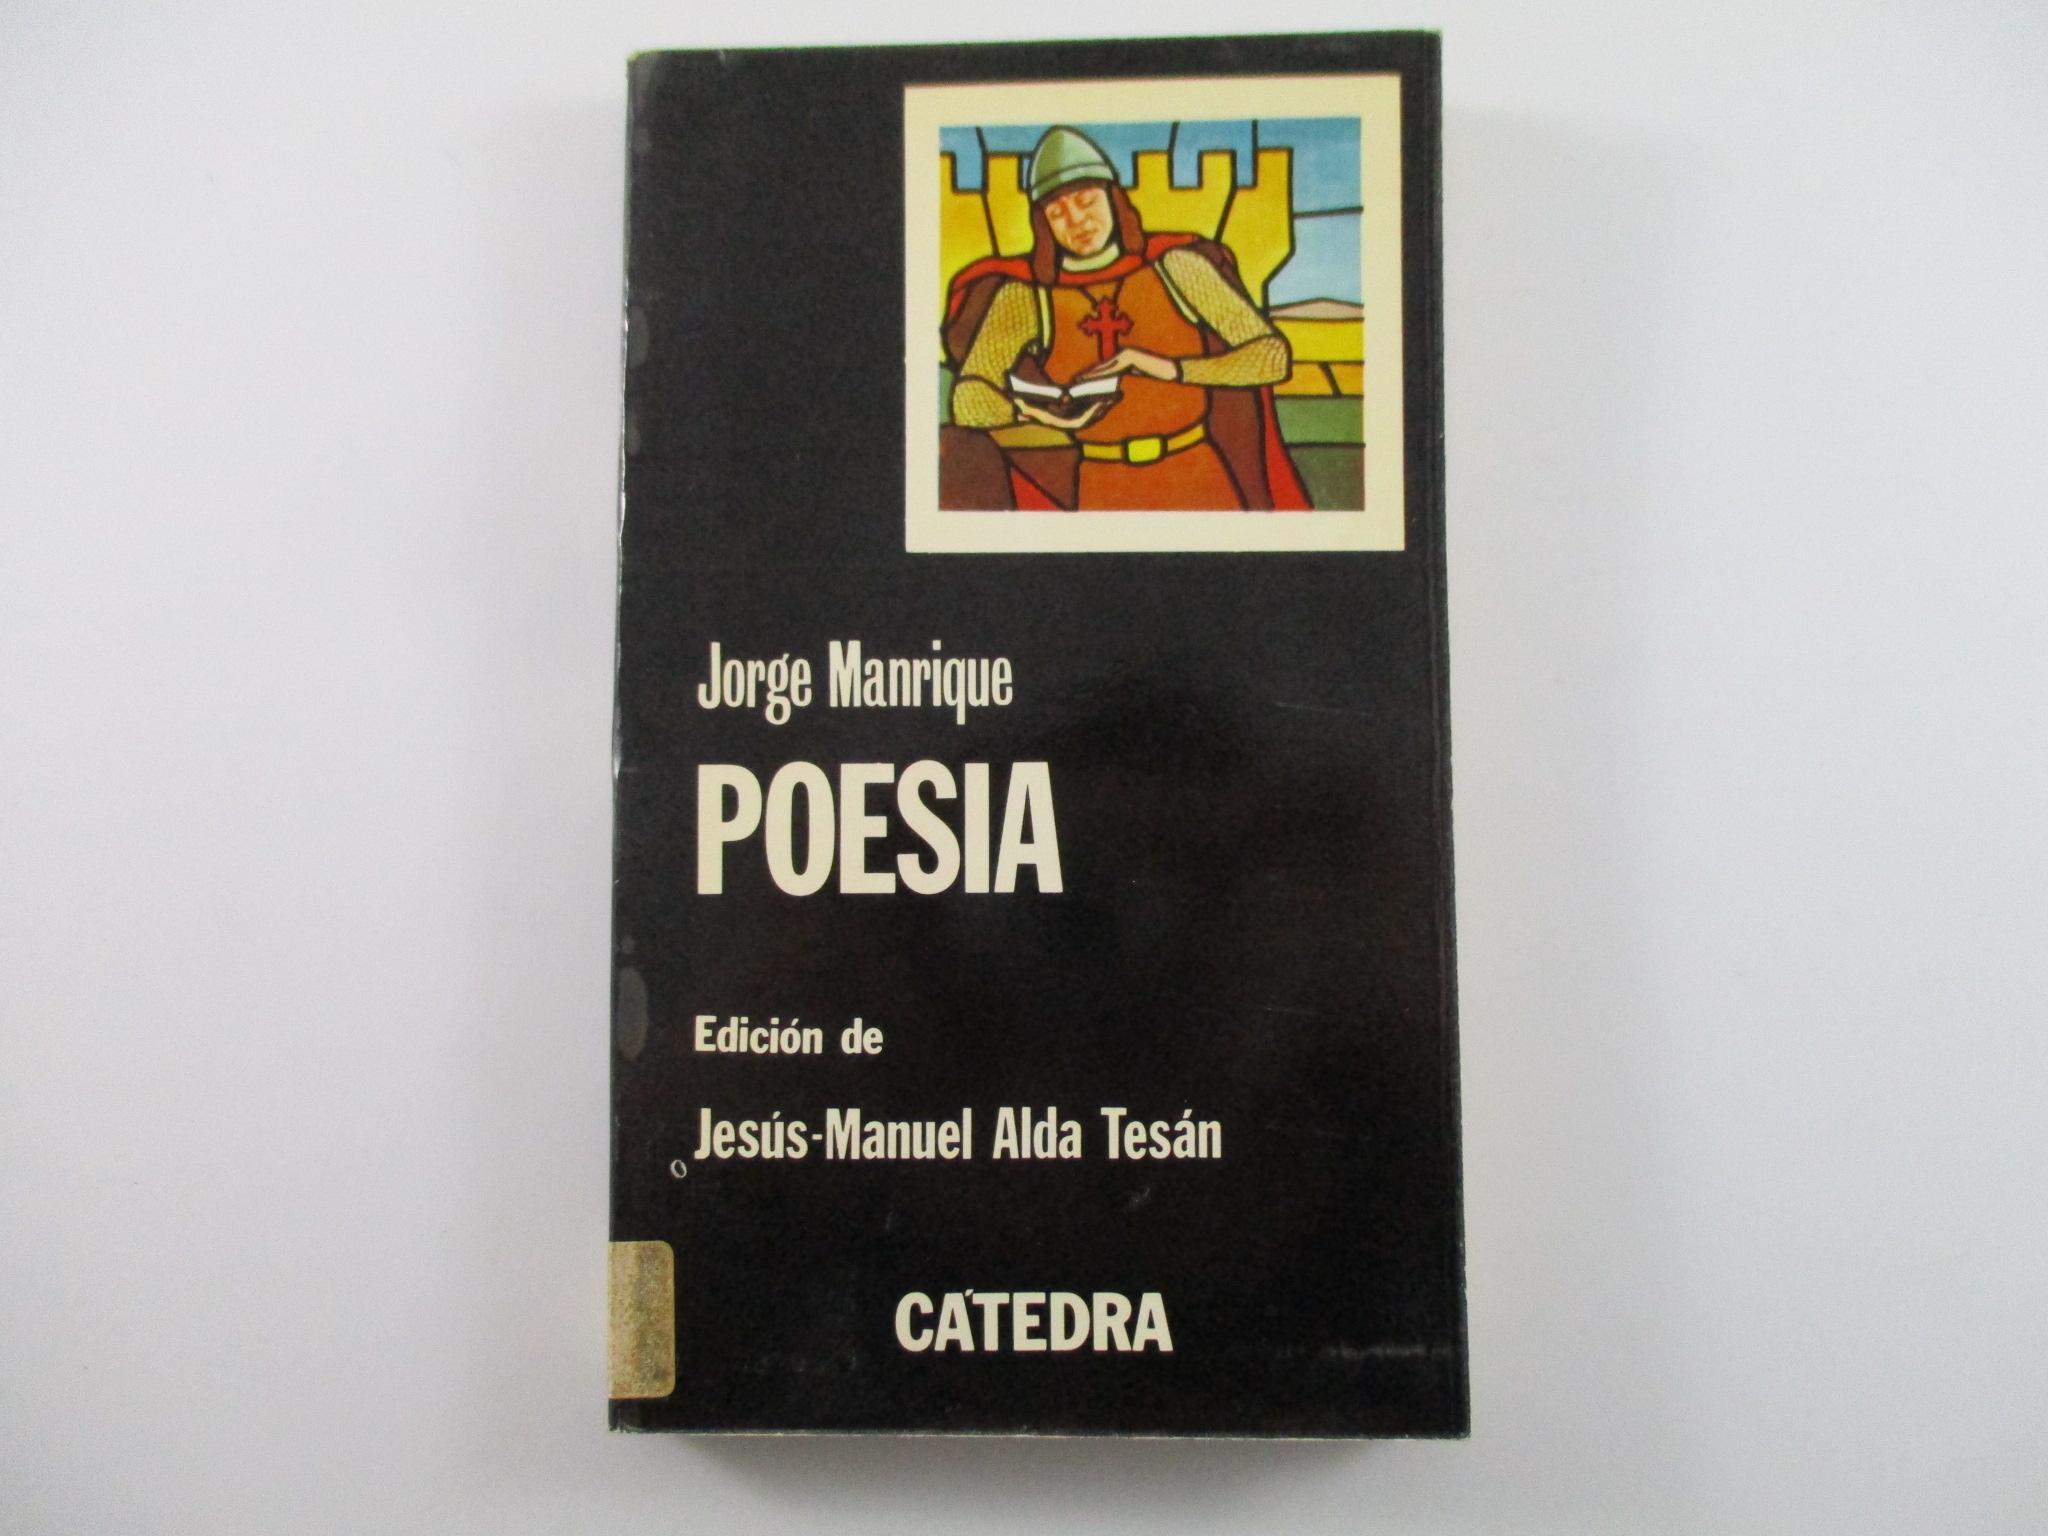 Jorge Manrique
POESIA
Edición de
Jesús-Manuel Alda Tesán
CÁTEDRA